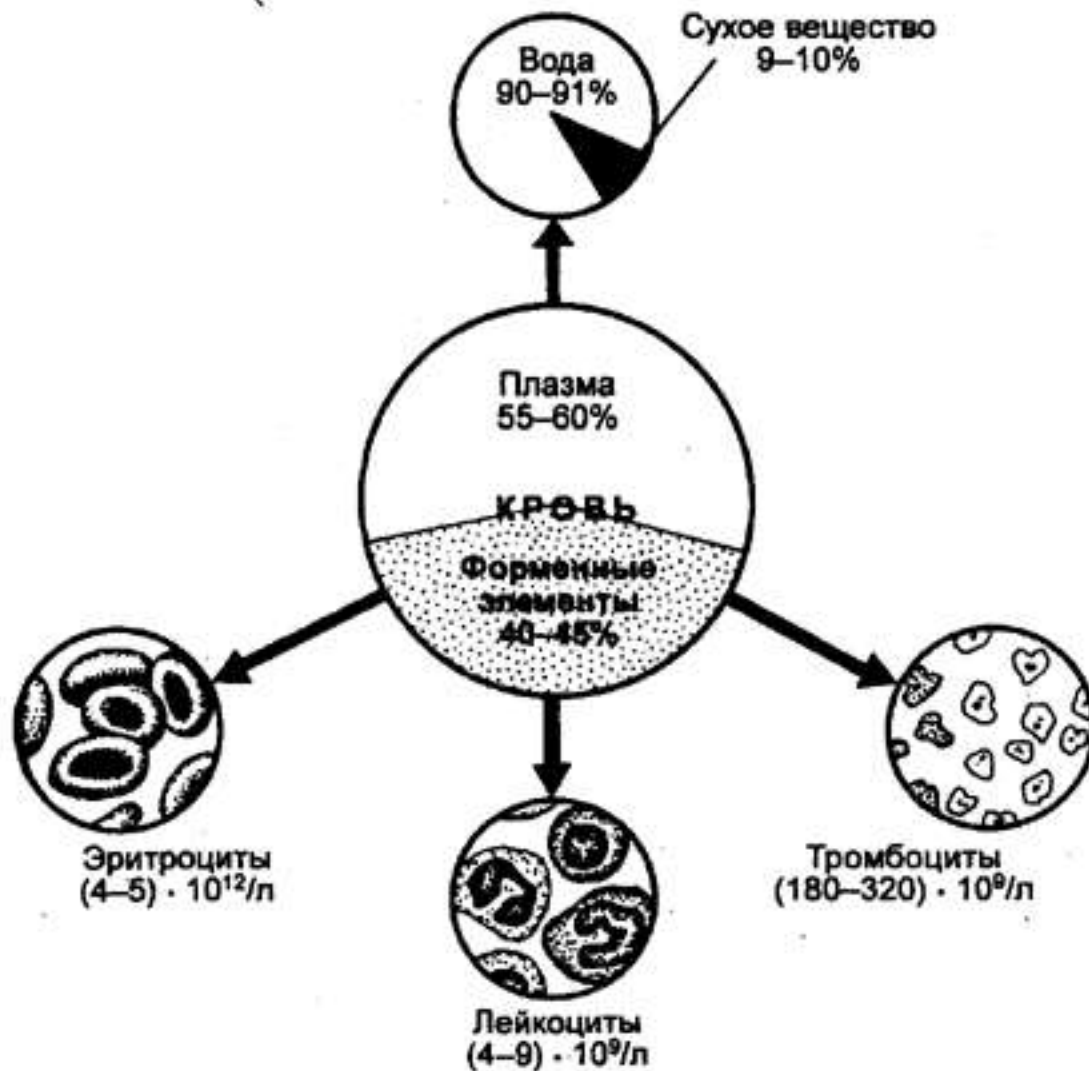 Вода
90–91%
Сухое вещество
9–10%
Плазма
55–60%
КРОВЬ
Форменные
элементы
40–45%
Эритроциты
(4–5) · 10¹²/л
Лейкоциты
(4–9) · 10⁹/л
Тромбоциты
(180–320) · 10⁹/л